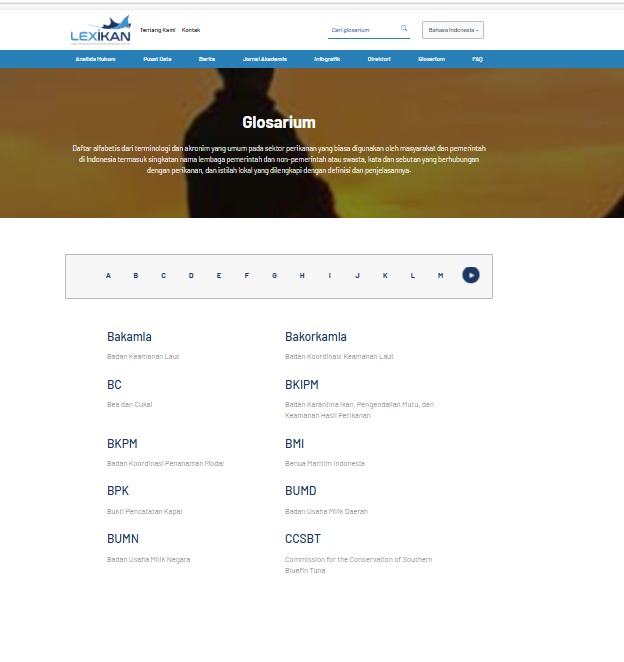 LEXIKAN
Tentang Kami Kontak
Cari glosarium
Bahasa Indonesia
Analisis Hukum Pusat Data Berita Jurnal Akademis Infografik Direktori Glosarium FAQ
Glosarium
Daftar alfabetis dari terminologi dan akronim yang umum pada sektor perikanan yang biasa digunakan oleh masyarakat dan pemerintah
di Indonesia termasuk singkatan nama lembaga pemerintah dan non-pemerintah atau swasta, kata dan sebutan yang berhubungan
dengan perikanan, dan istilah lokal yang dilengkapi dengan definisi dan penjelasannya.
A B C D E F G H I J K L M
Bakamla
Badan Keamanan Laut
Bakorkamla
Badan Koordinasi Keamanan Laut
BC
Bea dan Cukai
BKIPM
Badan Karantina Ikan, Pengendalian Mutu, dan
Keamanan Hasil Perikanan
BKPM
Badan Koordinasi Penanaman Modal
BMI
Benua Maritim Indonesia
BPK
Bukti Pencatatan Kapal
BUMD
Badan Usaha Milik Daerah
BUMN
Badan Usaha Milik Negara
CCSBT
Commission for the Conservation of Southern
Bluefin Tuna